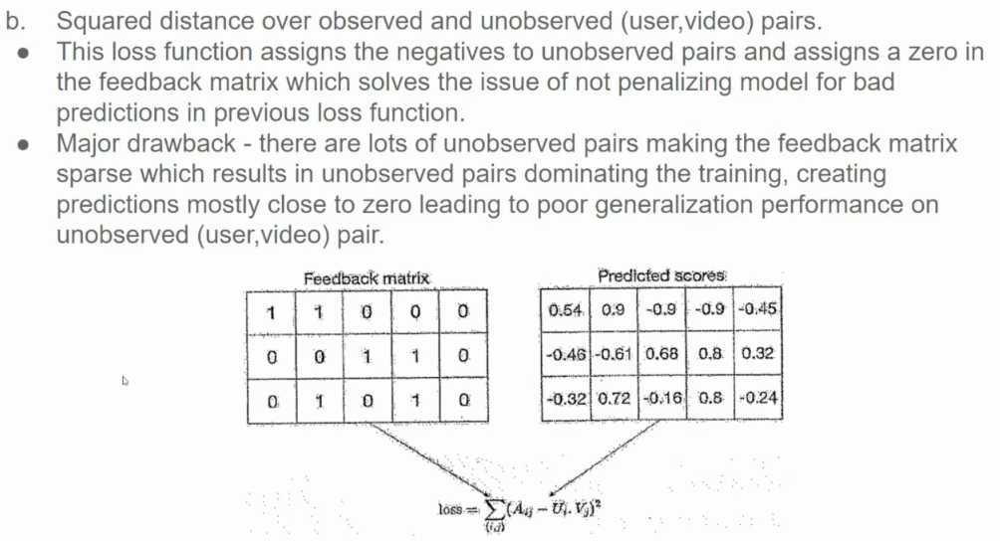 b. Squared distance over observed and unobserved (user,video) pairs.
● This loss function assigns the negatives to unobserved pairs and assigns a zero in
the feedback matrix which solves the issue of not penalizing model for bad
predictions in previous loss function.
● Major drawback - there are lots of unobserved pairs making the feedback matrix
sparse which results in unobserved pairs dominating the training, creating
predictions mostly close to zero leading to poor generalization performance on
unobserved (user,video) pair.
Feedback matrix
1 1 0 0 0
0 0 1 1 0
0 1 0 1 0
Predicted scores
0.54 0.9 -0.9 -0.9 -0.45
-0.46 -0.61 0.68 0.8 0.32
-0.32 0.72 -0.16 0.8 -0.24
loss = ∑(Aij – Ui. Vj)²
(i,j)